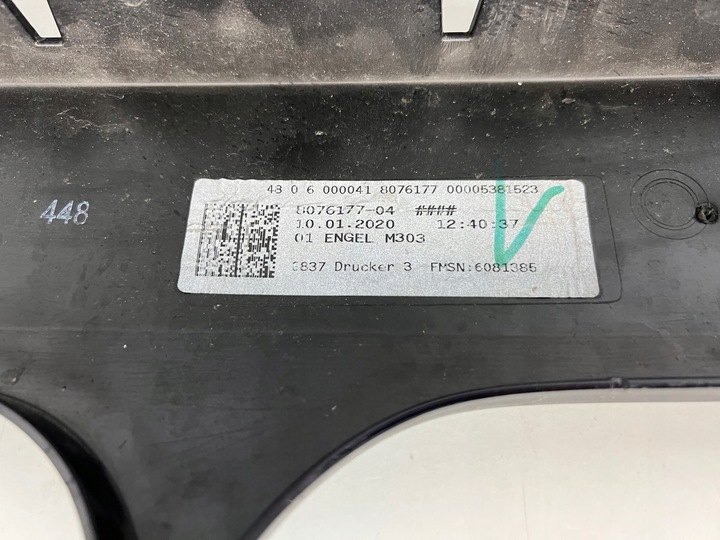 48 0 6 000041 8076177 00005381523
8076177-04 ####
10.01.2020 12:40:37
01 ENGEL M303
3837 Drucker 3 FMSN:6081385
448